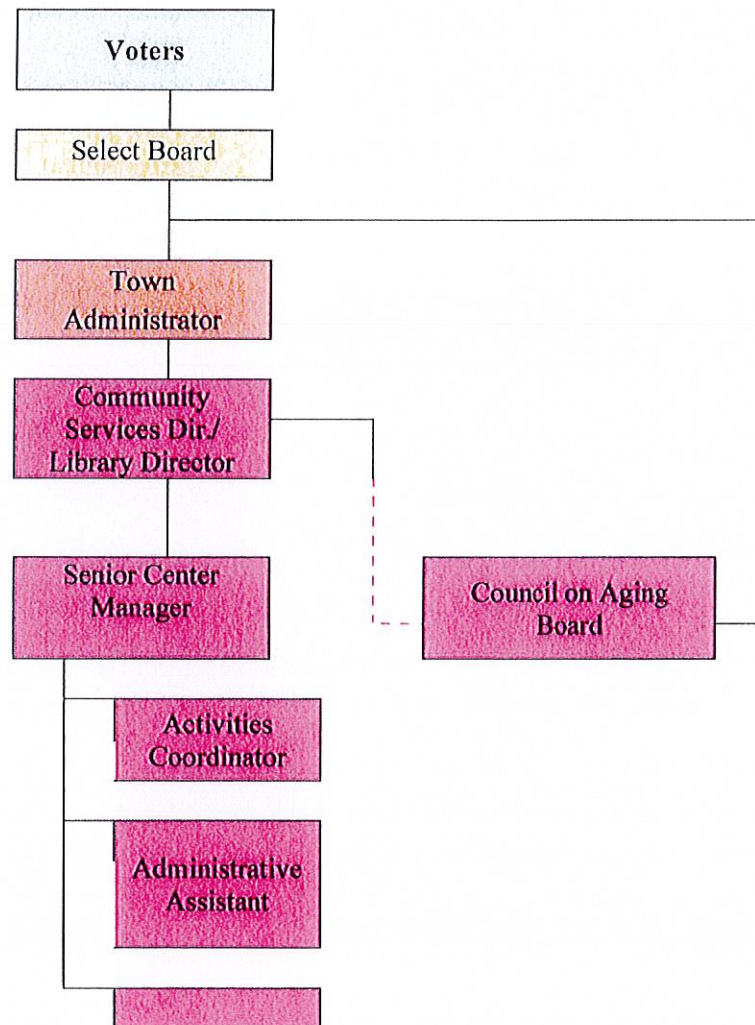 Voters
Select Board
Town
Administrator
Community
Services Dir./
Library Director
Senior Center
Manager
Council on Aging
Board
Activities
Coordinator
Administrative
Assistant